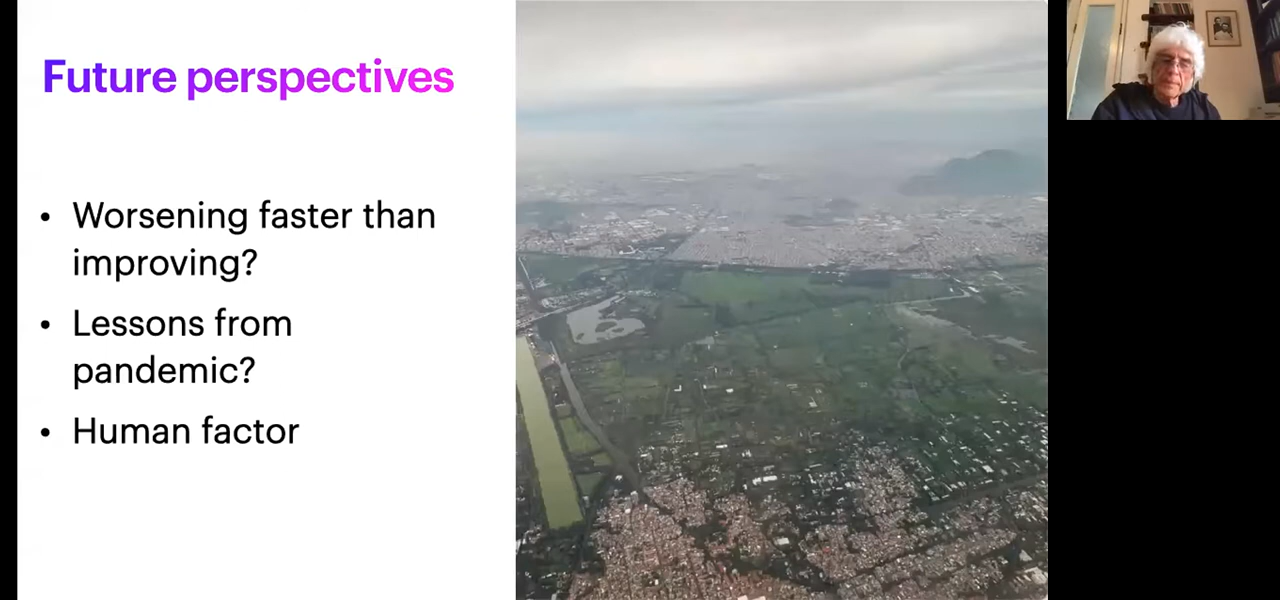 Future perspectives
• Worsening faster than
improving?
• Lessons from
pandemic?
• Human factor